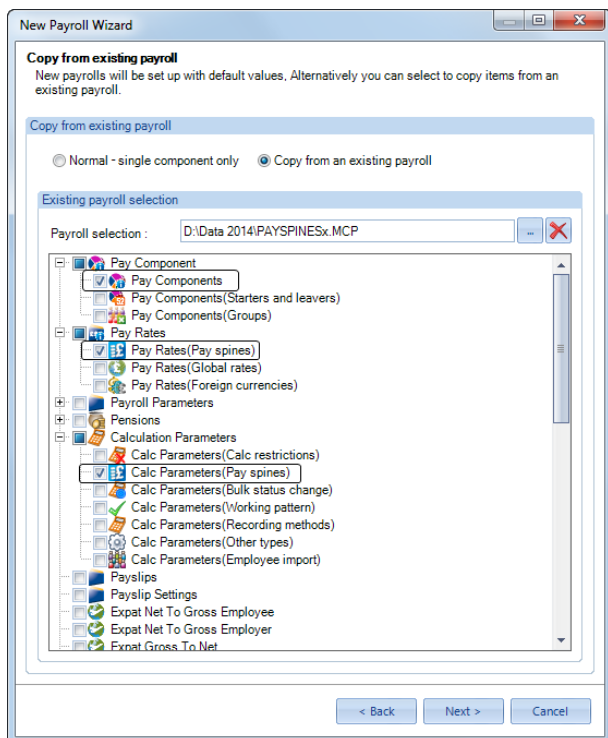 New Payroll Wizard
Copy from existing payroll
New payrolls will be set up with default values, Alternatively you can select to copy items from an
existing payroll.
Copy from existing payroll
Normal - single component only Copy from an existing payroll
Existing payroll selection
Payroll selection : D:\Data 2014\PAYSPINESx.MCP ...
Pay Component
Pay Components
Pay Components(Starters and leavers)
Pay Components(Groups)
Pay Rates
Pay Rates(Pay spines)
Pay Rates(Global rates)
Pay Rates(Foreign currencies)
Payroll Parameters
Pensions
Calculation Parameters
Calc Parameters(Calc restrictions)
Calc Parameters(Pay spines)
Calc Parameters(Bulk status change)
Calc Parameters(Working pattern)
Calc Parameters(Recording methods)
Calc Parameters(Other types)
Calc Parameters(Employee import)
Payslips
Payslip Settings
Expat Net To Gross Employee
Expat Net To Gross Employer
Expat Gross To Net
< Back Next > Cancel